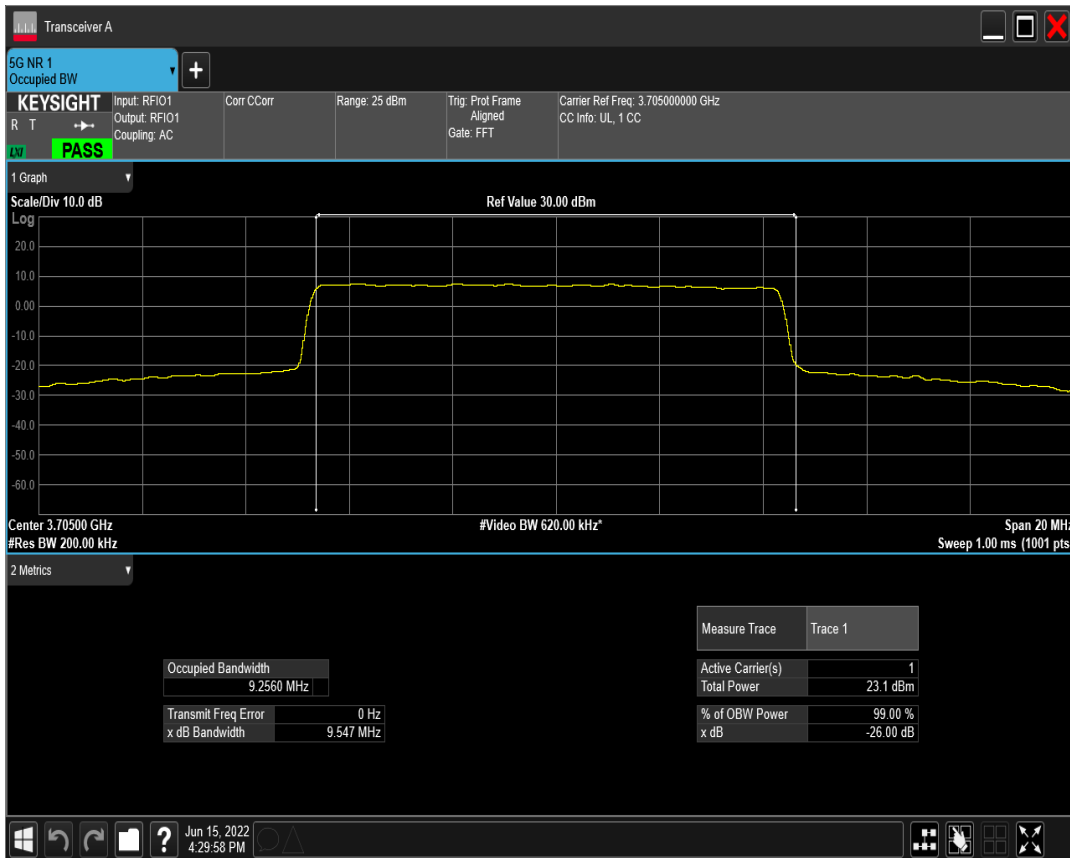 Transceiver A
5G NR 1
Occupied BW
+
KEYSIGHT
R T
LXI
PASS
Input: RFIO1
Output: RFIO1
Coupling: AC
Corr CCorr
Range: 25 dBm
Trig: Prot Frame
Aligned
Gate: FFT
Carrier Ref Freq: 3.705000000 GHz
CC Info: UL, 1 CC
1 Graph
Scale/Div 10.0 dB
Ref Value 30.00 dBm
Log
20.0
10.0
0.00
-10.0
-20.0
-30.0
-40.0
-50.0
-60.0
Center 3.70500 GHz
#Video BW 620.00 kHz*
Span 20 MHz
#Res BW 200.00 kHz
Sweep 1.00 ms (1001 pts
2 Metrics
Measure Trace Trace 1
Occupied Bandwidth
9.2560 MHz
Active Carrier(s) 1
Total Power 23.1 dBm
Transmit Freq Error 0 Hz
x dB Bandwidth 9.547 MHz
% of OBW Power 99.00 %
x dB -26.00 dB
?
Jun 15, 2022
4:29:58 PM